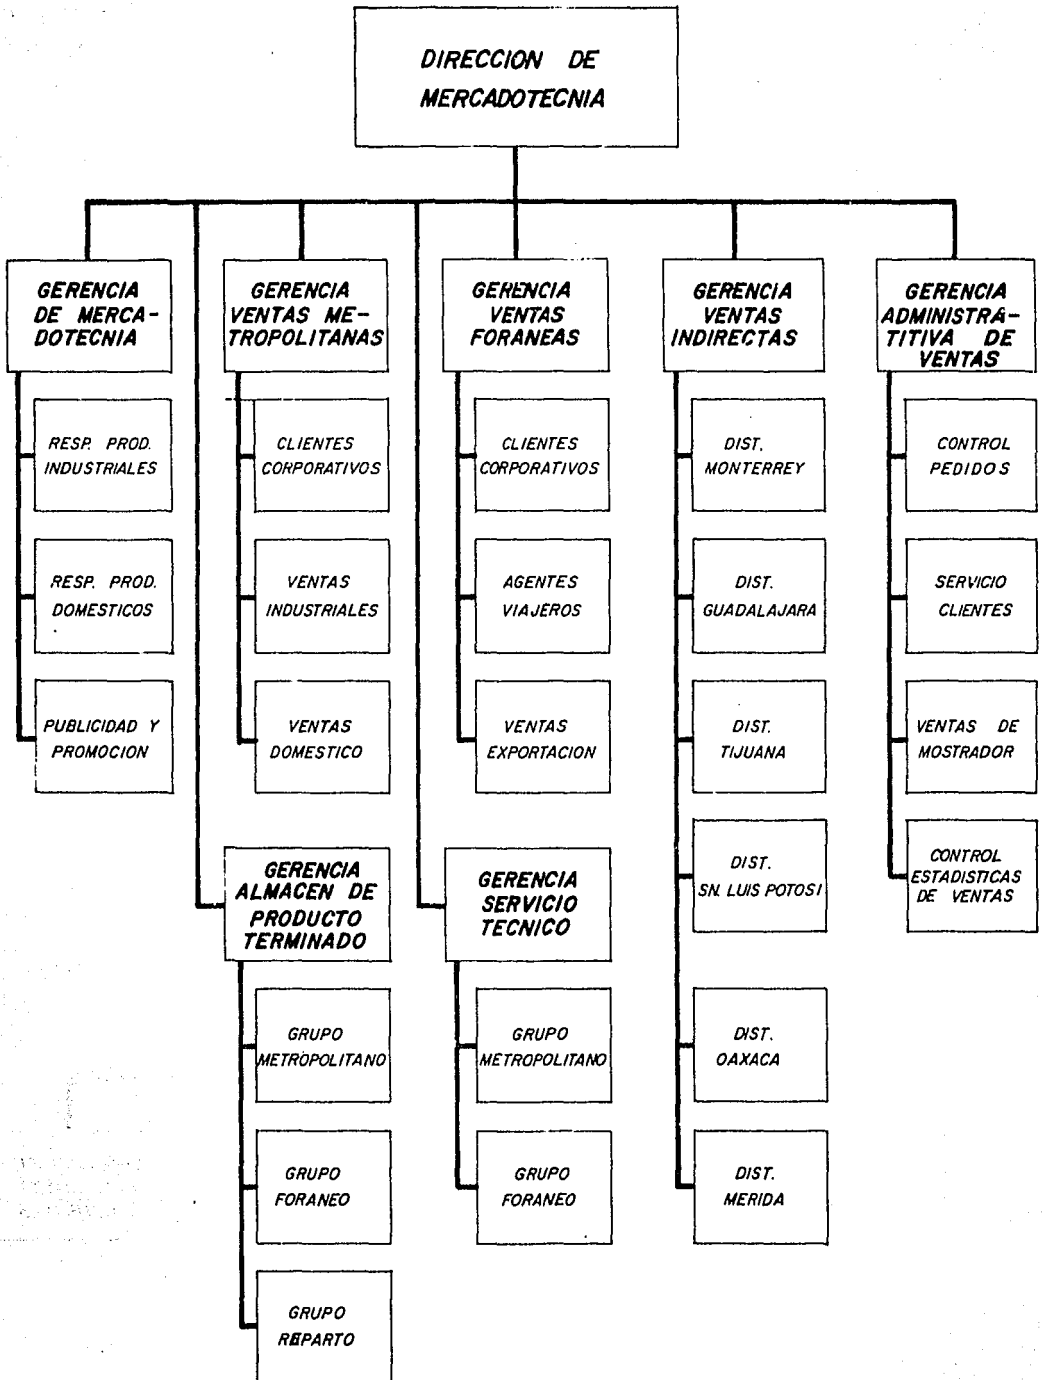 DIRECCION DE
MERCADOTECNIA
GERENCIA
DE MERCA-
DOTECNIA
RESP. PROD.
INDUSTRIALES
RESP. PROD.
DOMESTICOS
PUBLICIDAD Y
PROMOCION
GERENCIA
VENTAS ME-
TROPOLITANAS
CLIENTES
CORPORATIVOS
VENTAS
INDUSTRIALES
VENTAS
DOMESTICO
GERENCIA
VENTAS
FORANEAS
CLIENTES
CORPORATIVOS
AGENTES
VIAJEROS
VENTAS
EXPORTACION
GERENCIA
VENTAS
INDIRECTAS
DIST.
MONTERREY
DIST.
GUADALAJARA
DIST.
TIJUANA
DIST.
SN. LUIS POTOSI
DIST.
OAXACA
DIST.
MERIDA
GERENCIA
ADMINISTRA-
TITIVA DE
VENTAS
CONTROL
PEDIDOS
SERVICIO
CLIENTES
VENTAS DE
MOSTRADOR
CONTROL
ESTADISTICAS
DE VENTAS
GERENCIA
ALMACEN DE
PRODUCTO
TERMINADO
GRUPO
METROPOLITANO
GRUPO
FORANEO
GRUPO
REPARTO
GERENCIA
SERVICIO
TECNICO
GRUPO
METROPOLITANO
GRUPO
FORANEO